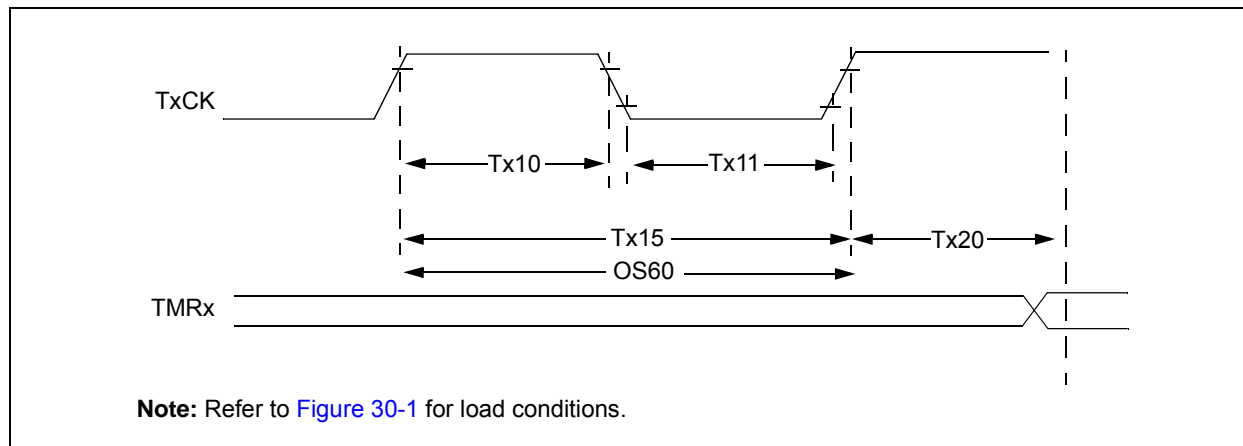 TxCK
Tx10
Tx11
Tx15
Tx20
OS60
TMRx
Note: Refer to Figure 30-1 for load conditions.